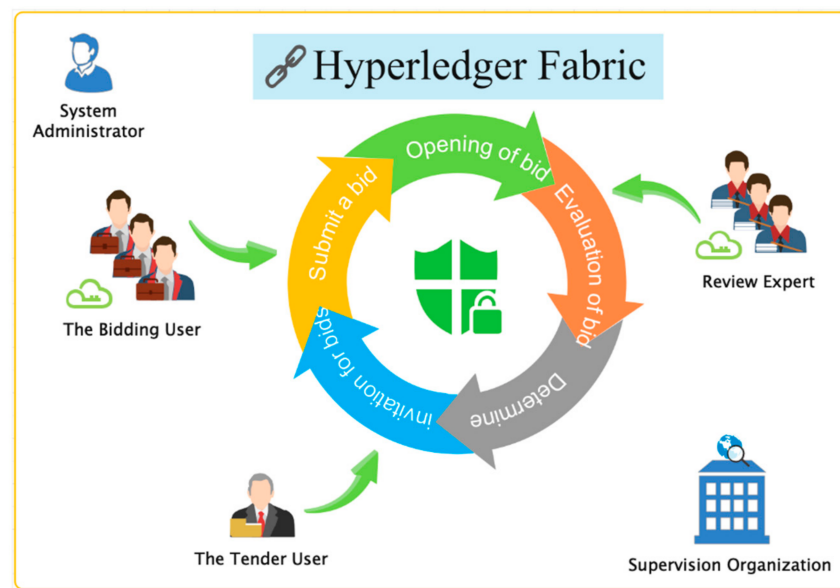 Hyperledger Fabric
System
Administrator
Opening of bid
Submit a bid
Evaluation of bid
The Bidding User
Review Expert
invitation for bids
Determine
The Tender User
Supervision Organization